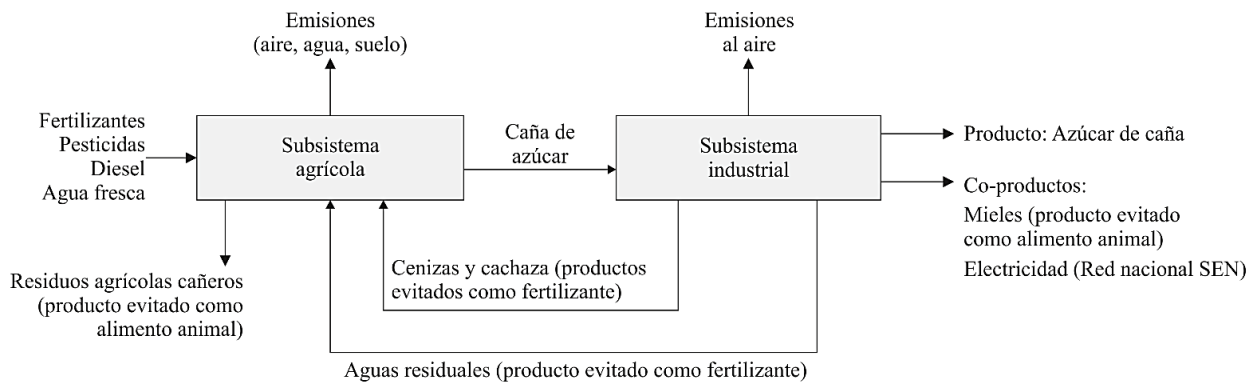 Emisiones
(aire, agua, suelo)
Emisiones
al aire
Fertilizantes
Pesticidas
Diesel
Agua fresca
Subsistema
agrícola
Caña de
azúcar
Subsistema
industrial
Producto: Azúcar de caña
Co-productos:
Mieles (producto evitado
como alimento animal)
Electricidad (Red nacional SEN)
Residuos agrícolas cañeros
(producto evitado como
alimento animal)
Cenizas y cachaza (productos
evitados como fertilizante)
Aguas residuales (producto evitado como fertilizante)